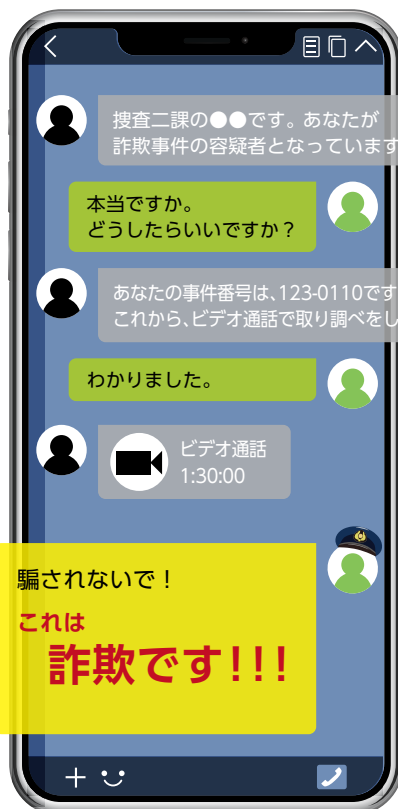 捜査二課の●●です。あなたが
詐欺事件の容疑者となっています
本当ですか。
どうしたらいいですか？
あなたの事件番号は、123-0110です
これから、ビデオ通話で取り調べをし
わかりました。
ビデオ通話
1:30:00
騙されないで！
これは
詐欺です!!!